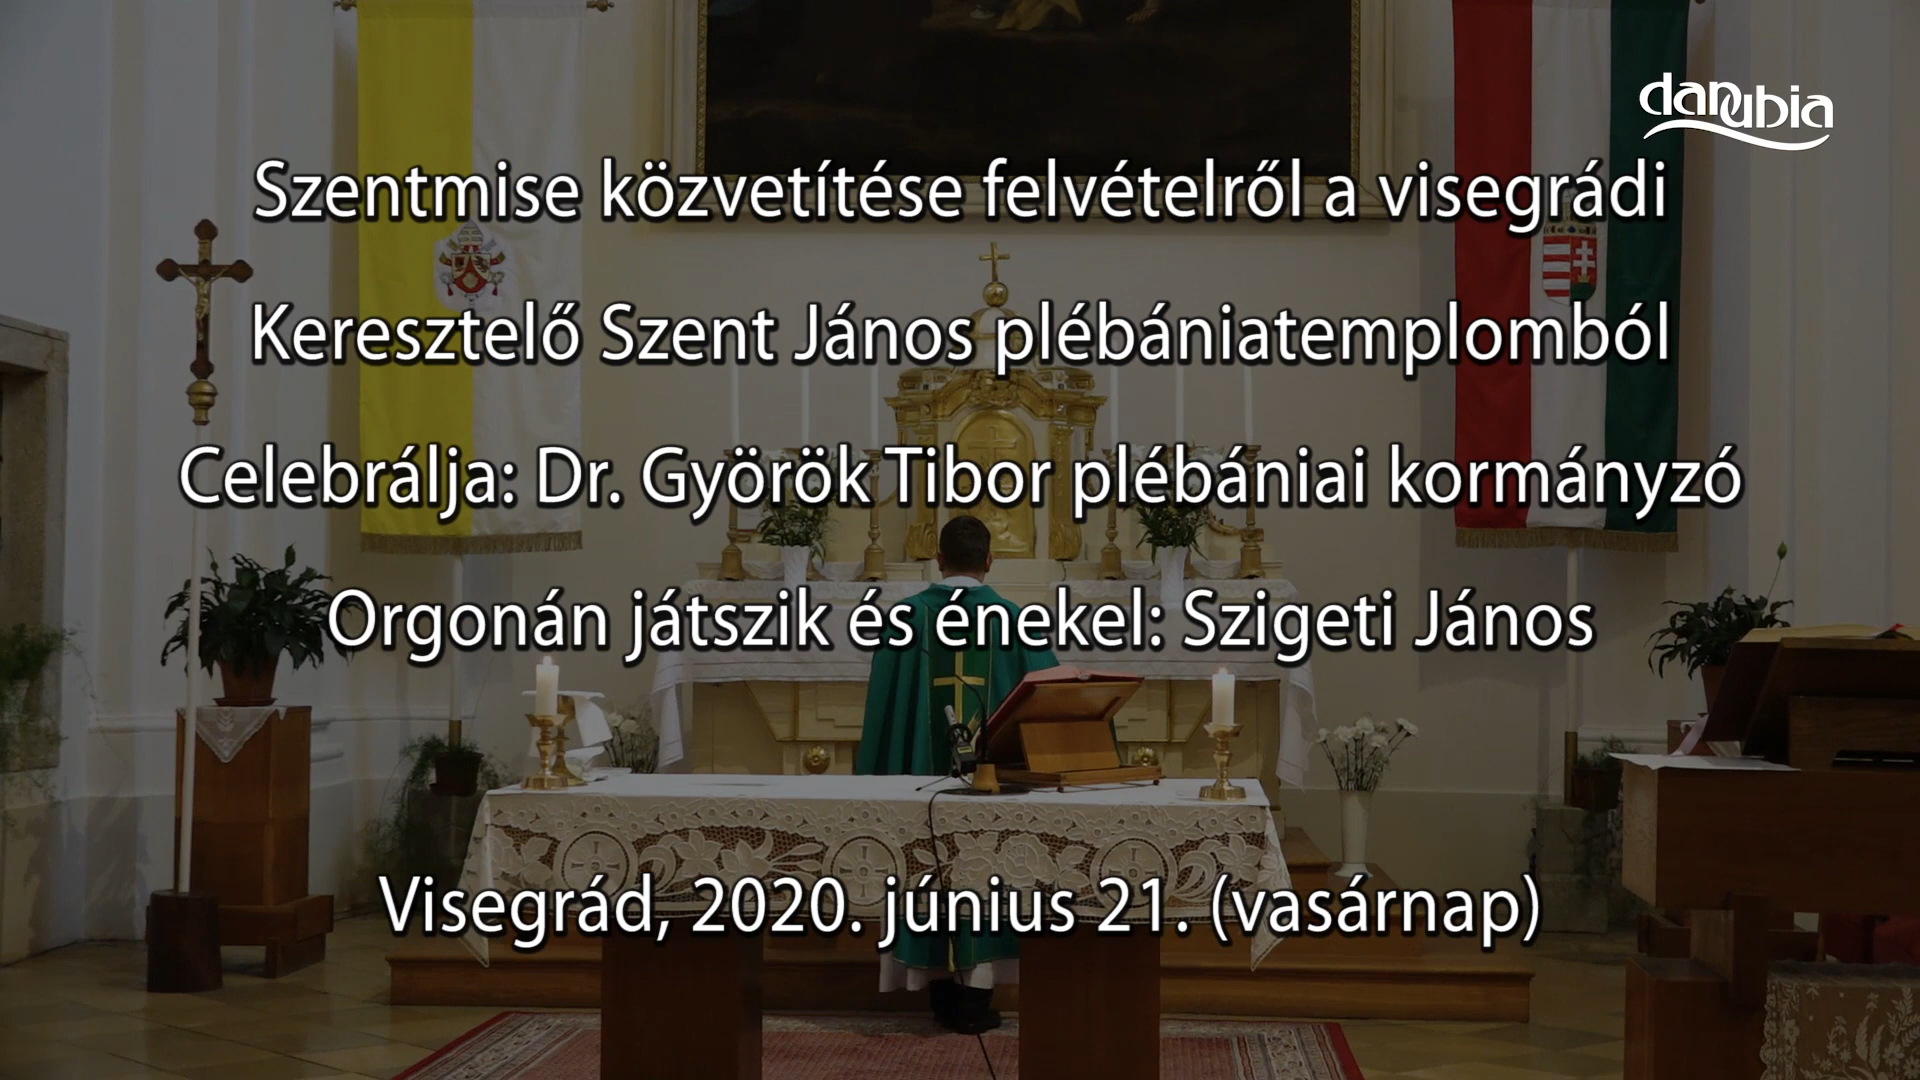 danubia
Szentmise közvetítése felvételről a visegrádi
Keresztelő Szent János plébániatemplomból
Celebrálja: Dr. Györök Tibor plébániai kormányzó
Orgonán játszik és énekel: Szigeti János
Visegrád, 2020. június 21. (vasárnap)